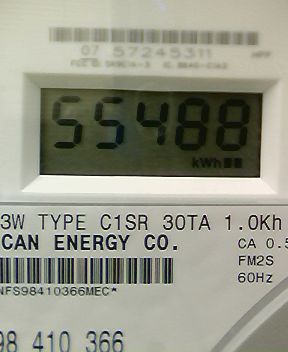 07 57245311
55488
kWh
3W TYPE C1SR 30TA 1.0Kh
CAN ENERGY CO.
CA 0.5
FM2S
60Hz
NFS98410366MEC*
98 410 366